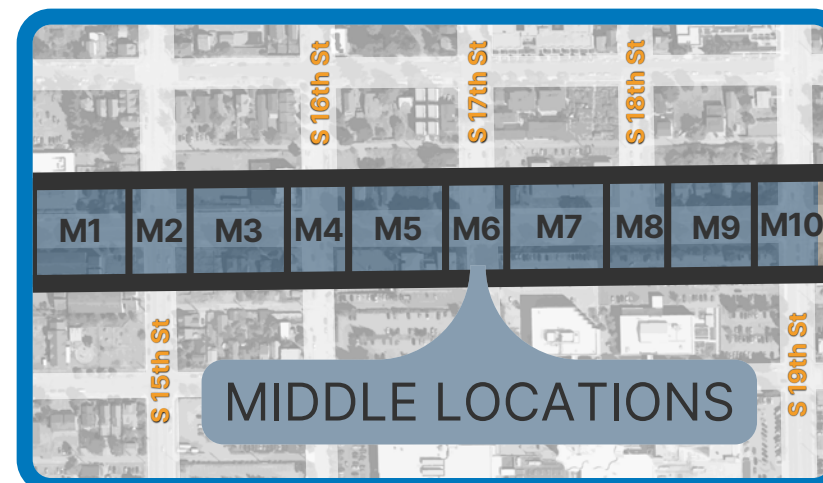 S 16th St
S 17th St
S 18th St
M1 M2 M3 M4 M5 M6 M7 M8 M9 M10
S 15th St
S 19th St
MIDDLE LOCATIONS